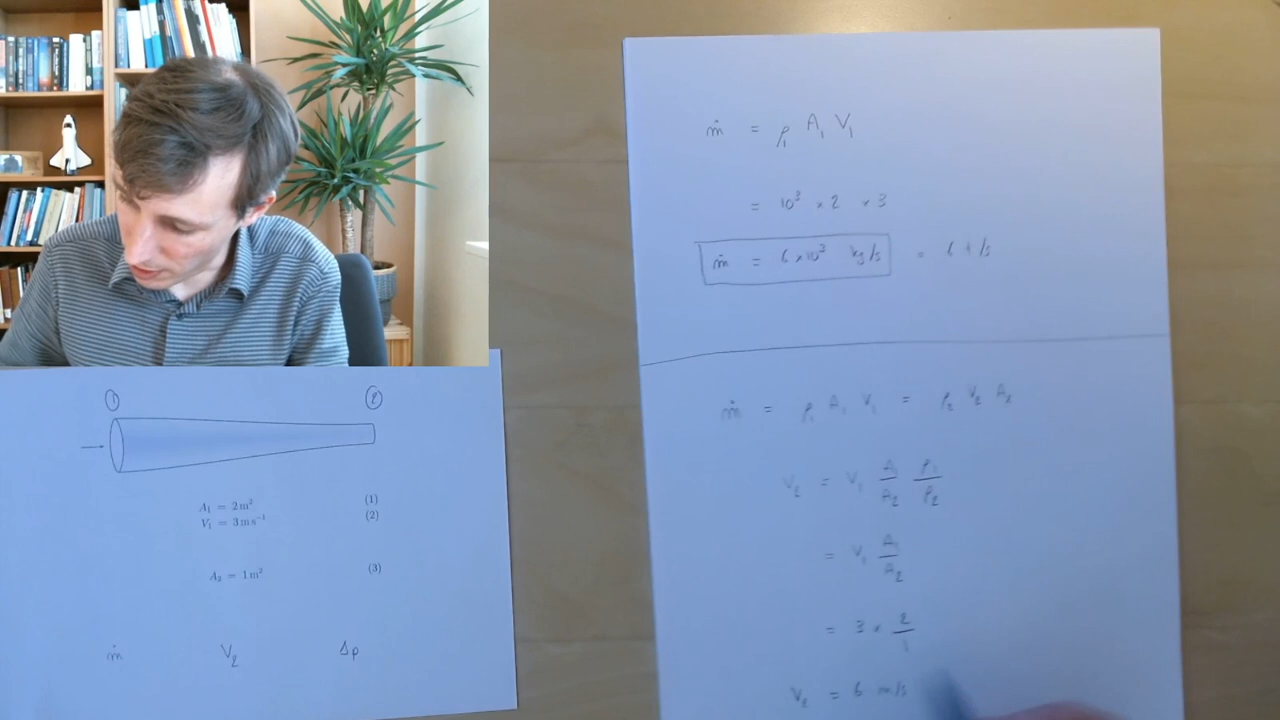 ① ②
A₁ = 2 m² (1)
V₁ = 3 m s⁻¹ (2)
A₂ = 1 m² (3)
ṁ V₂ Δp
ṁ = ρ₁ A₁ V₁
= 10³ × 2 × 3
ṁ = 6 × 10³ kg/s = 6 t/s
ṁ = ρ₁ A₁ V₁ = ρ₂ V₂ A₂
V₂ = V₁ A₁/A₂ ρ₁/ρ₂
= V₁ A₁/A₂
= 3 × 2/1
V₂ = 6 m/s